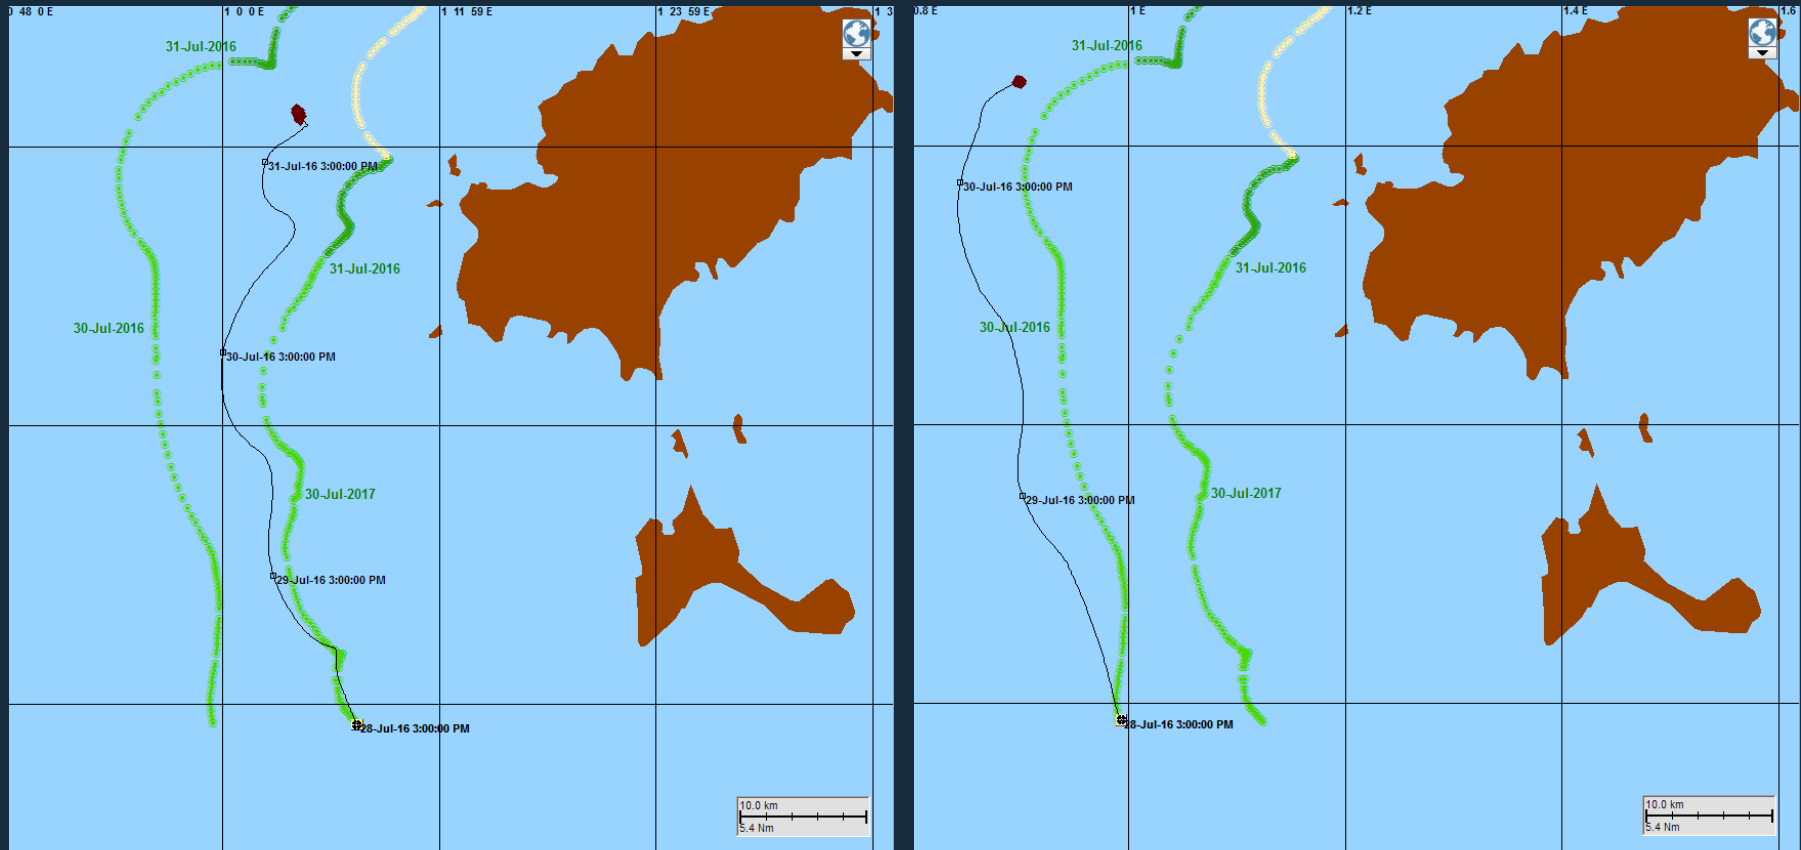 0 48 0 E
1 0 0 E
1 11 59 E
1 23 59 E
1 3
31-Jul-2016
31-Jul-16 3:00:00 PM
31-Jul-2016
30-Jul-2016
30-Jul-16 3:00:00 PM
30-Jul-2017
29-Jul-16 3:00:00 PM
28-Jul-16 3:00:00 PM
10.0 km
5.4 Nm
0.8 E
1 E
1.2 E
1.4 E
1.6
31-Jul-2016
30-Jul-16 3:00:00 PM
31-Jul-2016
30-Jul-2016
30-Jul-2017
29-Jul-16 3:00:00 PM
28-Jul-16 3:00:00 PM
10.0 km
5.4 Nm